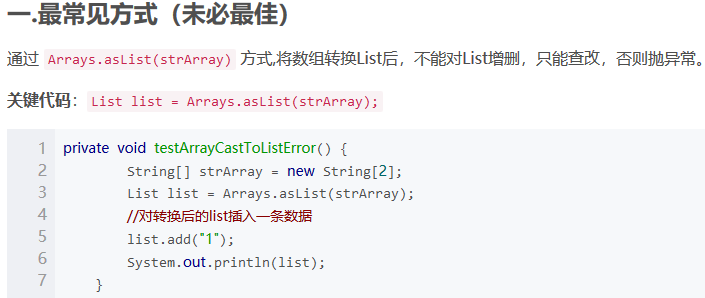 一.最常见方式（未必最佳）
通过 Arrays.asList(strArray) 方式,将数组转换List后，不能对List增删，只能查改，否则抛异常。
关键代码：List list = Arrays.asList(strArray);
1 private void testArrayCastToListError() {
2 String[] strArray = new String[2];
3 List list = Arrays.asList(strArray);
4 //对转换后的list插入一条数据
5 list.add("1");
6 System.out.println(list);
7 }